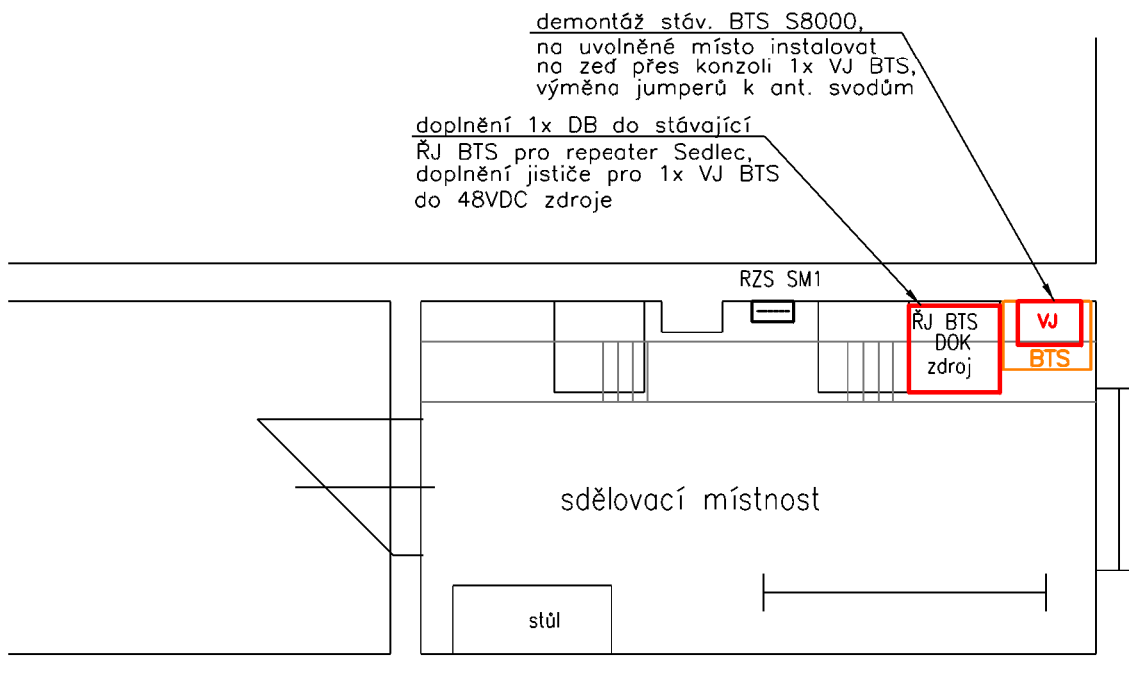 demontáž stáv. BTS S8000,
na uvolněné místo instalovat
na zeď přes konzoli 1x VJ BTS,
výměna jumperů k ant. svodům
doplnění 1x DB do stávající
ŘJ BTS pro repeater Sedlec,
doplnění jističe pro 1x VJ BTS
do 48VDC zdroje
RZS SM1
ŘJ BTS
DOK
zdroj
VJ
BTS
sdělovací místnost
stůl